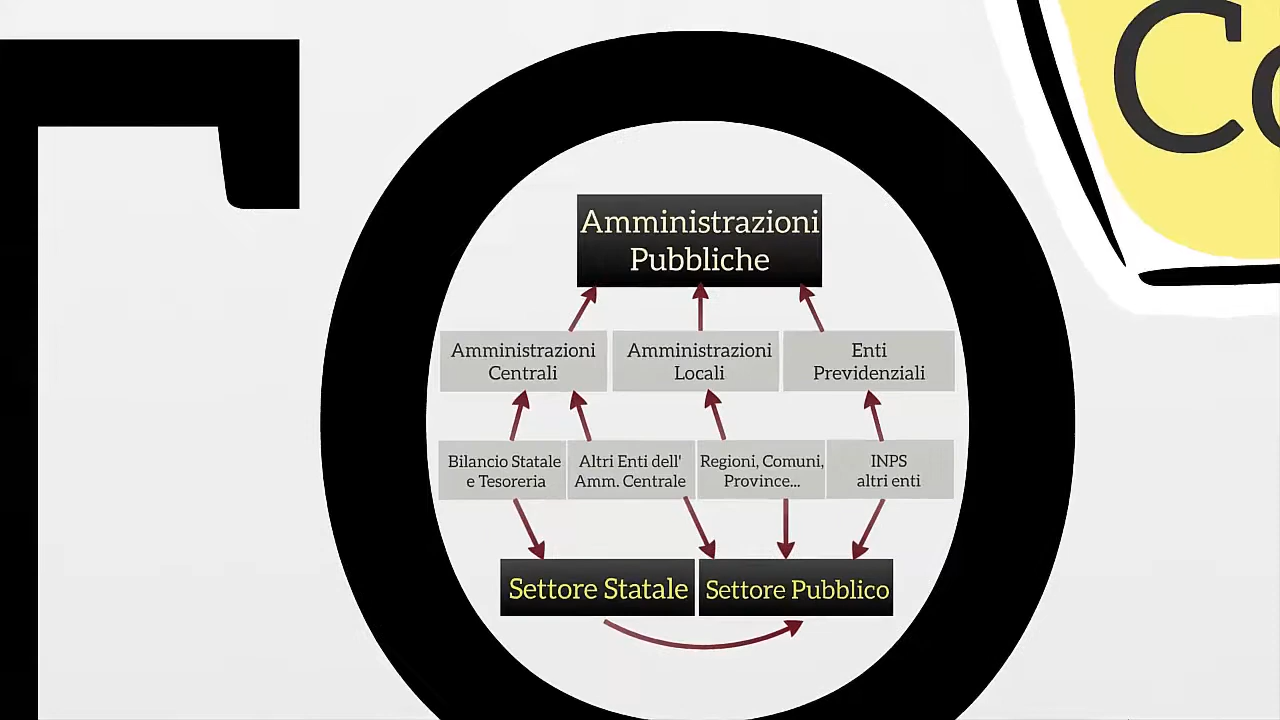 Amministrazioni
Pubbliche
Amministrazioni
Centrali
Amministrazioni
Locali
Enti
Previdenziali
Bilancio Statale
e Tesoreria
Altri Enti dell'
Amm. Centrale
Regioni, Comuni,
Province...
INPS
altri enti
Settore Statale
Settore Pubblico